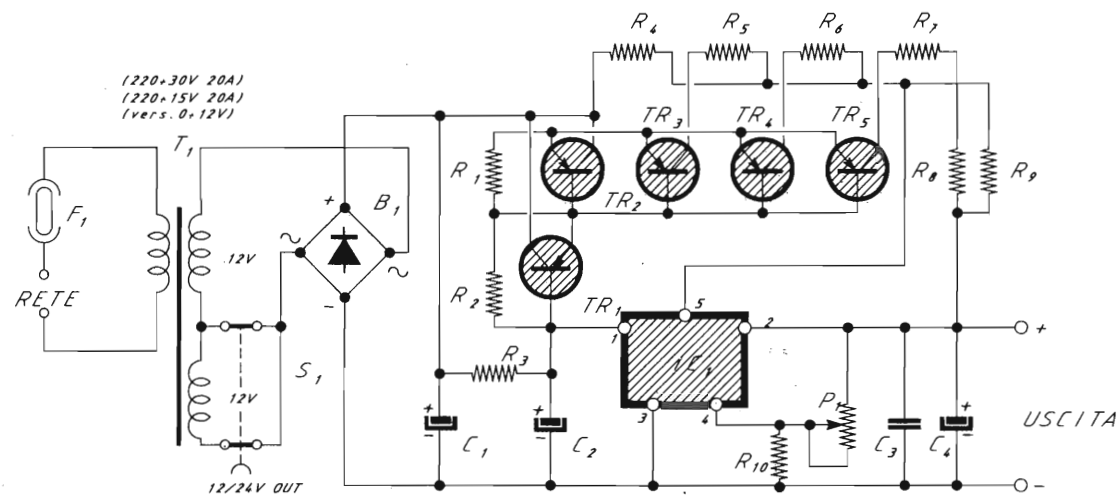 (220÷30V 20A)
(220÷15V 20A)
(vers. 0÷12V)
T1
F1
RETE
12V
12V
S1
12/24V OUT
B1
+
-
~
~
R4
R5
R6
R7
TR3
TR4
TR5
R1
TR2
R8
R9
R2
TR1
R3
1
5
2
iC1
3
4
P1
R10
+
-
C1
+
-
C2
C3
+
-
C4
+
USCITA
-